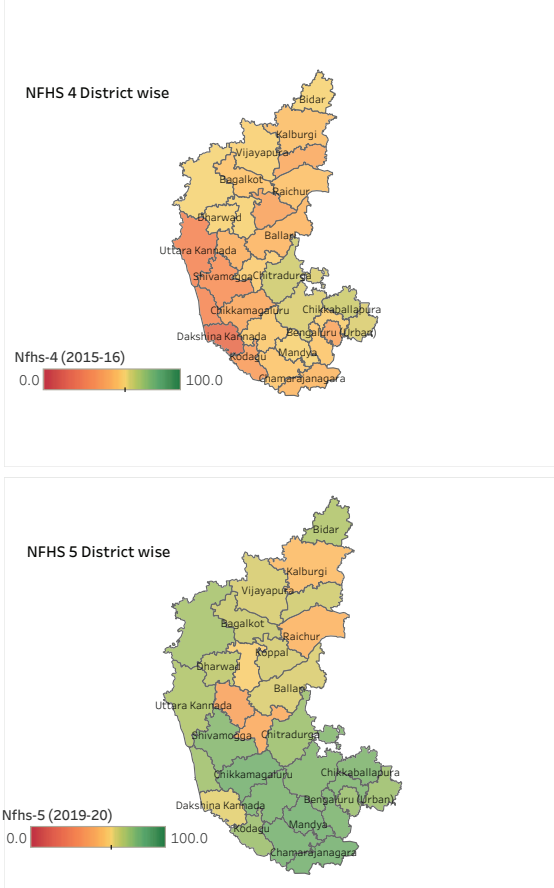 NFHS 4 District wise
Bidar
Kalburgi
Vijayapura
Bagalkot
Raichur
Dharwad
Ballari
Uttara Kannada
Shivamogga
Chitradurga
Chikkamagaluru
Chikkaballapura
Dakshina Kannada
Bengaluru (Urban)
Mandya
Kodagu
Chamarajanagara
Nfhs-4 (2015-16)
0.0
100.0
NFHS 5 District wise
Bidar
Kalburgi
Vijayapura
Bagalkot
Raichur
Koppal
Dharwad
Ballari
Uttara Kannada
Shivamogga
Chitradurga
Chikkamagaluru
Chikkaballapura
Dakshina Kannada
Bengaluru (Urban)
Mandya
Kodagu
Chamarajanagara
Nfhs-5 (2019-20)
0.0
100.0